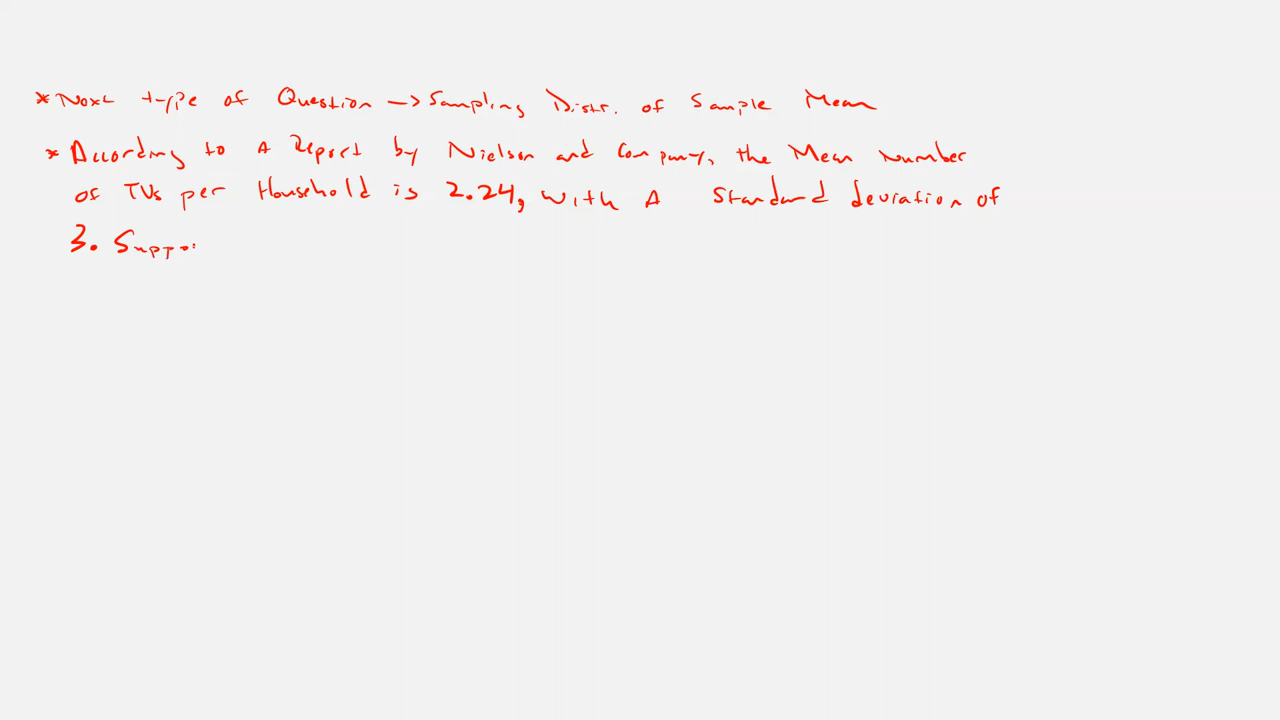 * Next type of Question -> Sampling Distr. of Sample Mean
* According to A Report by Nielson and Company, the Mean Number
of TVs per Household is 2.24, with A Standard deviation of
3. Suppo